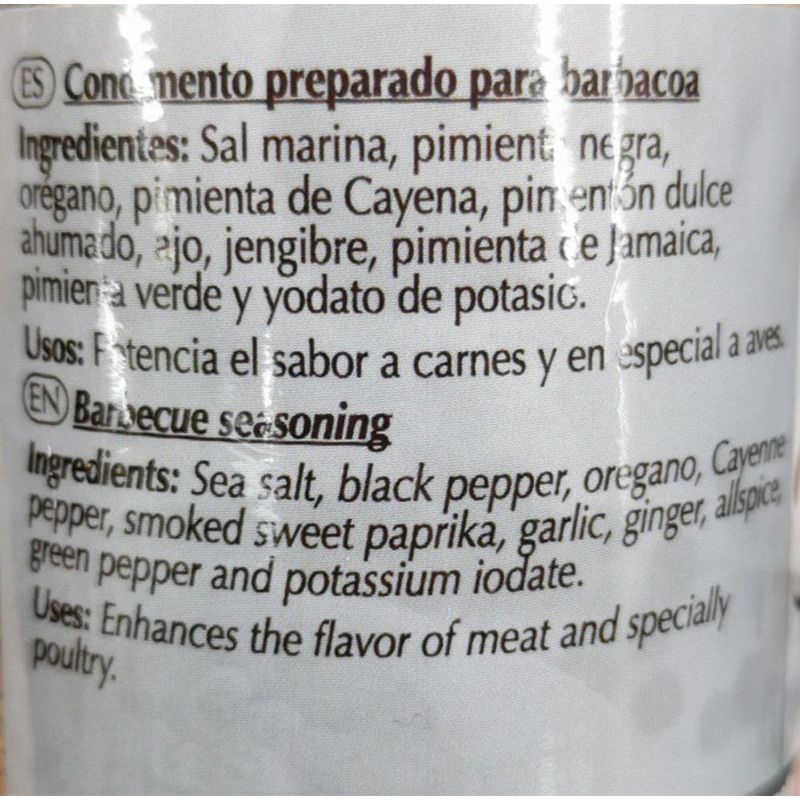 ES Condimento preparado para barbacoa
Ingredientes: Sal marina, pimienta negra,
orégano, pimienta de Cayena, pimentón dulce
ahumado, ajo, jengibre, pimienta de Jamaica,
pimienta verde y yodato de potasio.
Usos: Potencia el sabor a carnes y en especial a aves.
EN Barbecue seasoning
Ingredients: Sea salt, black pepper, oregano, Cayenne
pepper, smoked sweet paprika, garlic, ginger, allspice,
green pepper and potassium iodate.
Uses: Enhances the flavor of meat and specially
poultry.